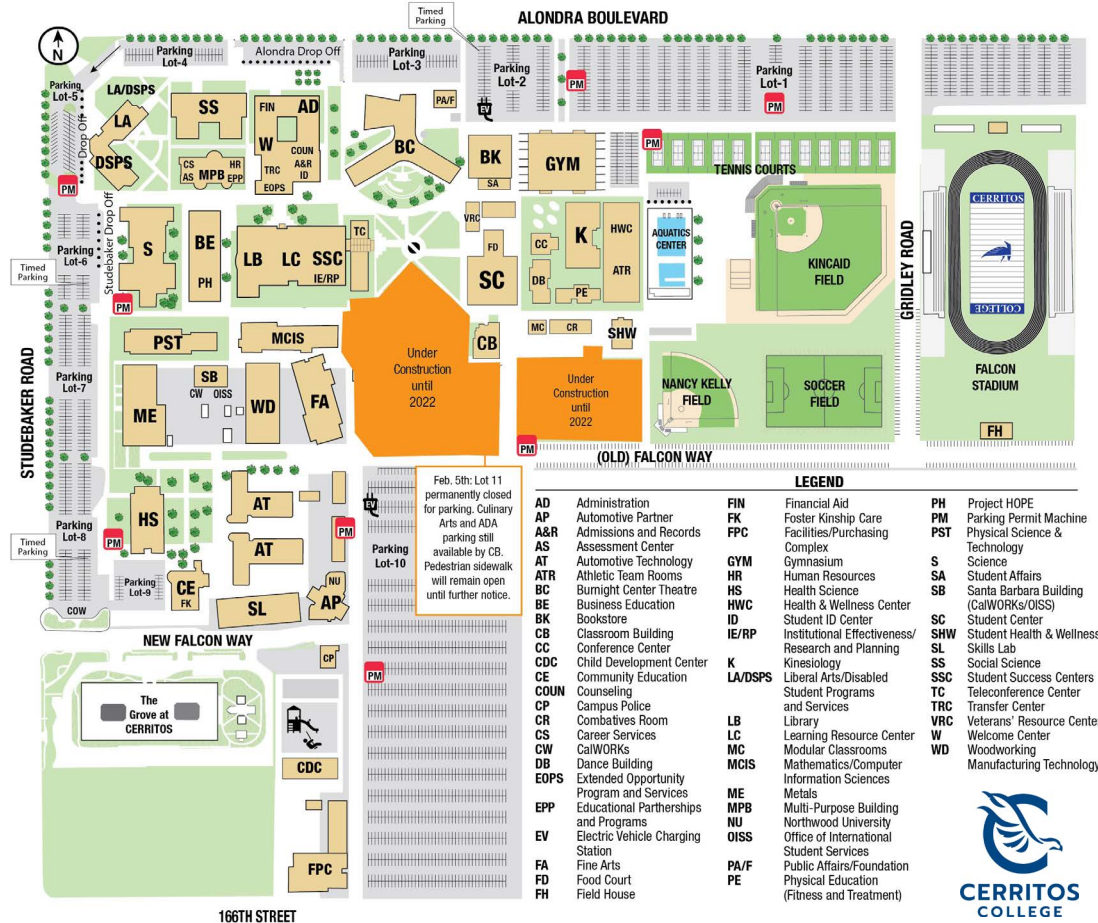 ALONDRA BOULEVARD
Timed
Parking
N
Parking
Lot-4
Alondra Drop Off
Parking
Lot-3
Parking
Lot-2
Parking
Lot-1
PM
PM
Parking
Lot-5
LA/DSPS
LA
DSPS
Drop Off
PM
SS
FIN
AD
W
COUN
A&R
ID
TRC
EOPS
CS
AS
MPB
HR
EPP
PA/F
EV
BC
BK
SA
GYM
PM
TENNIS COURTS
Studebaker Drop Off
Parking
Lot-6
Timed
Parking
S
PM
BE
PH
LB
LC
SSC
IE/RP
TC
VRC
FD
SC
CC
DB
K
PE
HWC
ATR
AQUATICS
CENTER
KINCAID
FIELD
GRIDLEY ROAD
CERRITOS
COLLEGE
FALCON
STADIUM
FH
STUDEBAKER ROAD
PST
MCIS
CB
MC
CR
SHW
Under
Construction
until
2022
Under
Construction
until
2022
PM
NANCY KELLY
FIELD
SOCCER
FIELD
(OLD) FALCON WAY
Parking
Lot-7
ME
SB
CW
OISS
WD
FA
Feb. 5th: Lot 11
permanently closed
for parking. Culinary
Arts and ADA
parking still
available by CB.
Pedestrian sidewalk
will remain open
until further notice.
Parking
Lot-8
Timed
Parking
HS
PM
AT
AT
PM
EV
Parking
Lot-10
Parking
Lot-9
CE
FK
SL
NU
AP
COW
NEW FALCON WAY
The
Grove at
CERRITOS
CP
PM
CDC
FPC
166TH STREET
LEGEND
AD Administration
AP Automotive Partner
A&R Admissions and Records
AS Assessment Center
AT Automotive Technology
ATR Athletic Team Rooms
BC Burnight Center Theatre
BE Business Education
BK Bookstore
CB Classroom Building
CC Conference Center
CDC Child Development Center
CE Community Education
COUN Counseling
CP Campus Police
CR Combatives Room
CS Career Services
CW CalWORKs
DB Dance Building
EOPS Extended Opportunity
Program and Services
EPP Educational Partherships
and Programs
EV Electric Vehicle Charging
Station
FA Fine Arts
FD Food Court
FH Field House
FIN Financial Aid
FK Foster Kinship Care
FPC Facilities/Purchasing
Complex
GYM Gymnasium
HR Human Resources
HS Health Science
HWC Health & Wellness Center
ID Student ID Center
IE/RP Institutional Effectiveness/
Research and Planning
K Kinesiology
LA/DSPS Liberal Arts/Disabled
Student Programs
and Services
LB Library
LC Learning Resource Center
MC Modular Classrooms
MCIS Mathematics/Computer
Information Sciences
ME Metals
MPB Multi-Purpose Building
NU Northwood University
OISS Office of International
Student Services
PA/F Public Affairs/Foundation
PE Physical Education
(Fitness and Treatment)
PH Project HOPE
PM Parking Permit Machine
PST Physical Science &
Technology
S Science
SA Student Affairs
SB Santa Barbara Building
(CalWORKs/OISS)
SC Student Center
SHW Student Health & Wellness
SL Skills Lab
SS Social Science
SSC Student Success Centers
TC Teleconference Center
TRC Transfer Center
VRC Veterans' Resource Cente
W Welcome Center
WD Woodworking
Manufacturing Technology
CERRITOS
COLLEGE